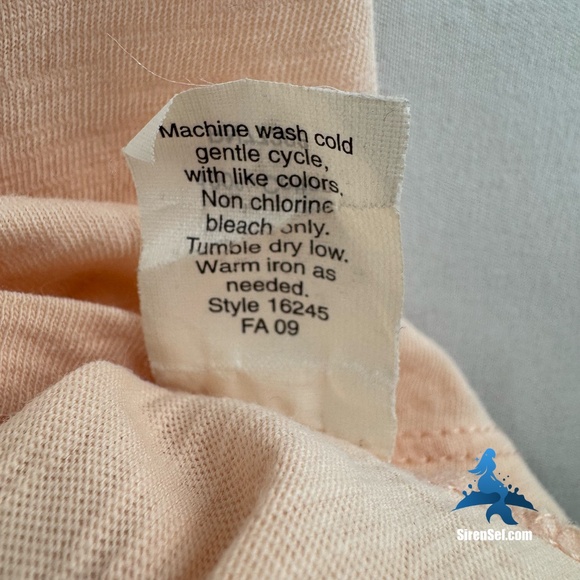 Machine wash cold
gentle cycle,
with like colors.
Non chlorine
bleach only.
Tumble dry low.
Warm iron as
needed.
Style 16245
FA 09
SirenSel.com